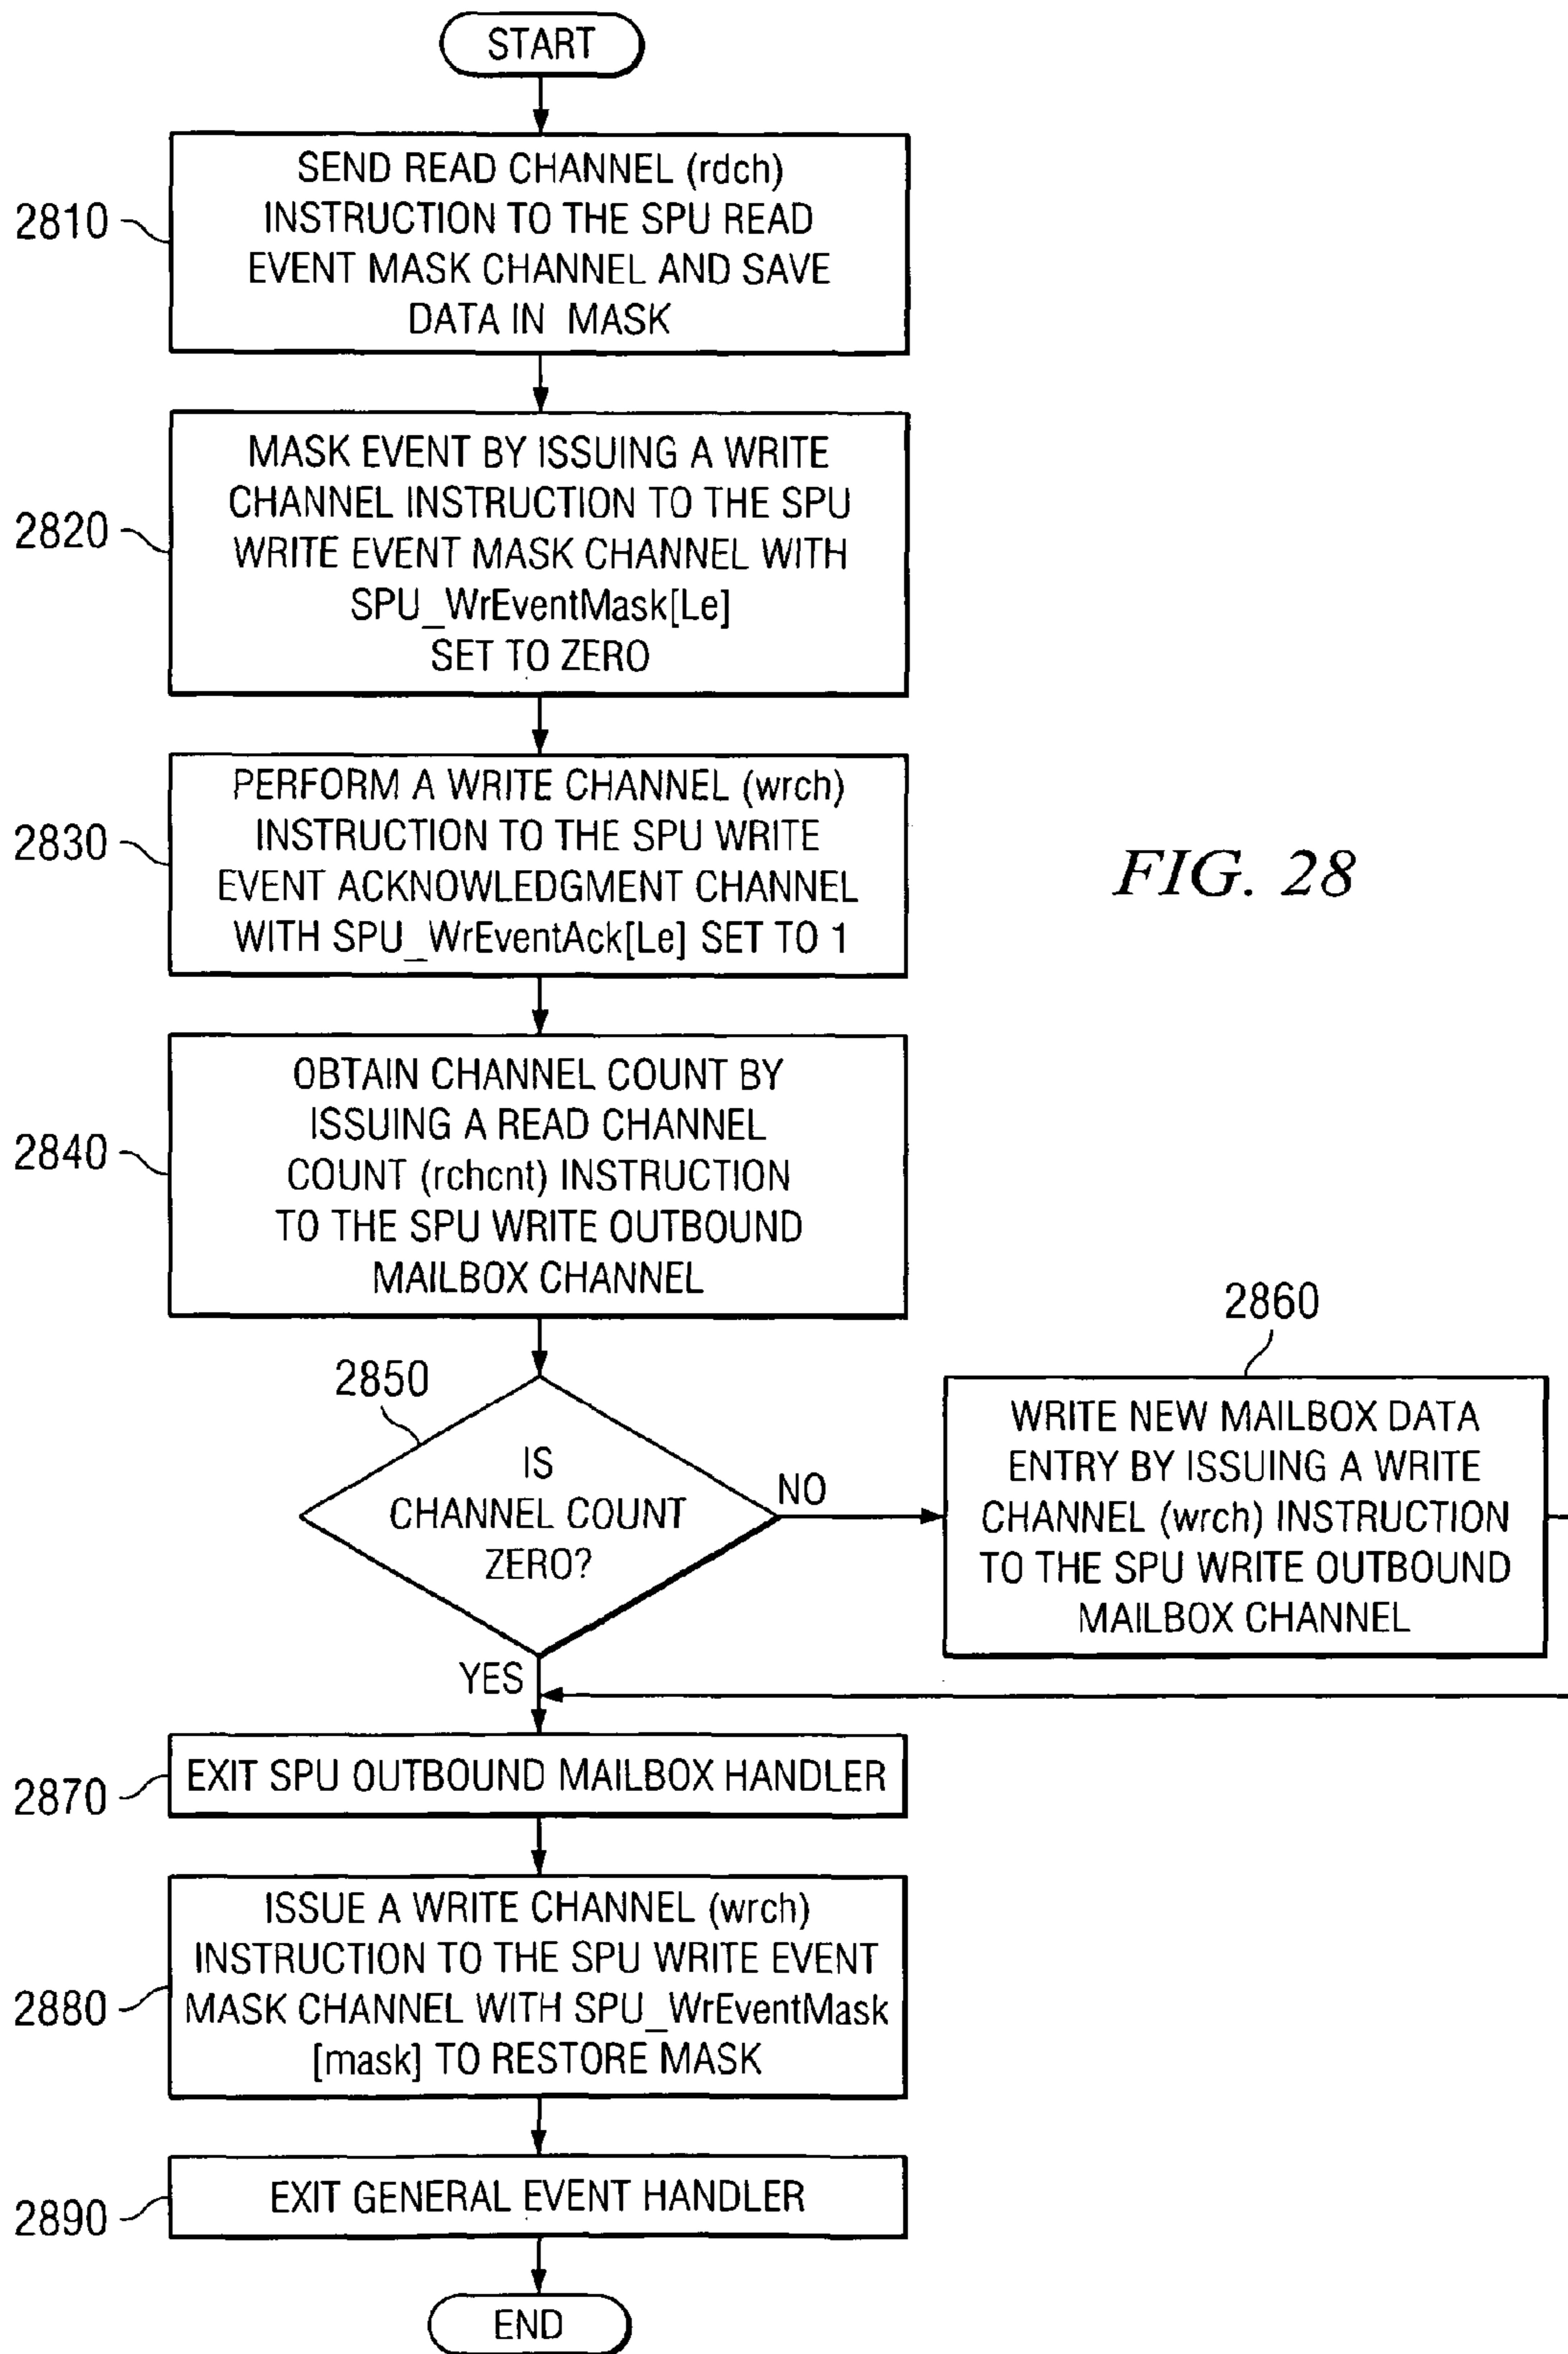 START
2810
SEND READ CHANNEL (rdch)
INSTRUCTION TO THE SPU READ
EVENT MASK CHANNEL AND SAVE
DATA IN MASK
2820
MASK EVENT BY ISSUING A WRITE
CHANNEL INSTRUCTION TO THE SPU
WRITE EVENT MASK CHANNEL WITH
SPU_WrEventMask[Le]
SET TO ZERO
2830
PERFORM A WRITE CHANNEL (wrch)
INSTRUCTION TO THE SPU WRITE
EVENT ACKNOWLEDGMENT CHANNEL
WITH SPU_WrEventAck[Le] SET TO 1
FIG. 28
2840
OBTAIN CHANNEL COUNT BY
ISSUING A READ CHANNEL
COUNT (rchcnt) INSTRUCTION
TO THE SPU WRITE OUTBOUND
MAILBOX CHANNEL
2850
IS
CHANNEL COUNT
ZERO?
NO
YES
2860
WRITE NEW MAILBOX DATA
ENTRY BY ISSUING A WRITE
CHANNEL (wrch) INSTRUCTION
TO THE SPU WRITE OUTBOUND
MAILBOX CHANNEL
2870
EXIT SPU OUTBOUND MAILBOX HANDLER
2880
ISSUE A WRITE CHANNEL (wrch)
INSTRUCTION TO THE SPU WRITE EVENT
MASK CHANNEL WITH SPU_WrEventMask
[mask] TO RESTORE MASK
2890
EXIT GENERAL EVENT HANDLER
END